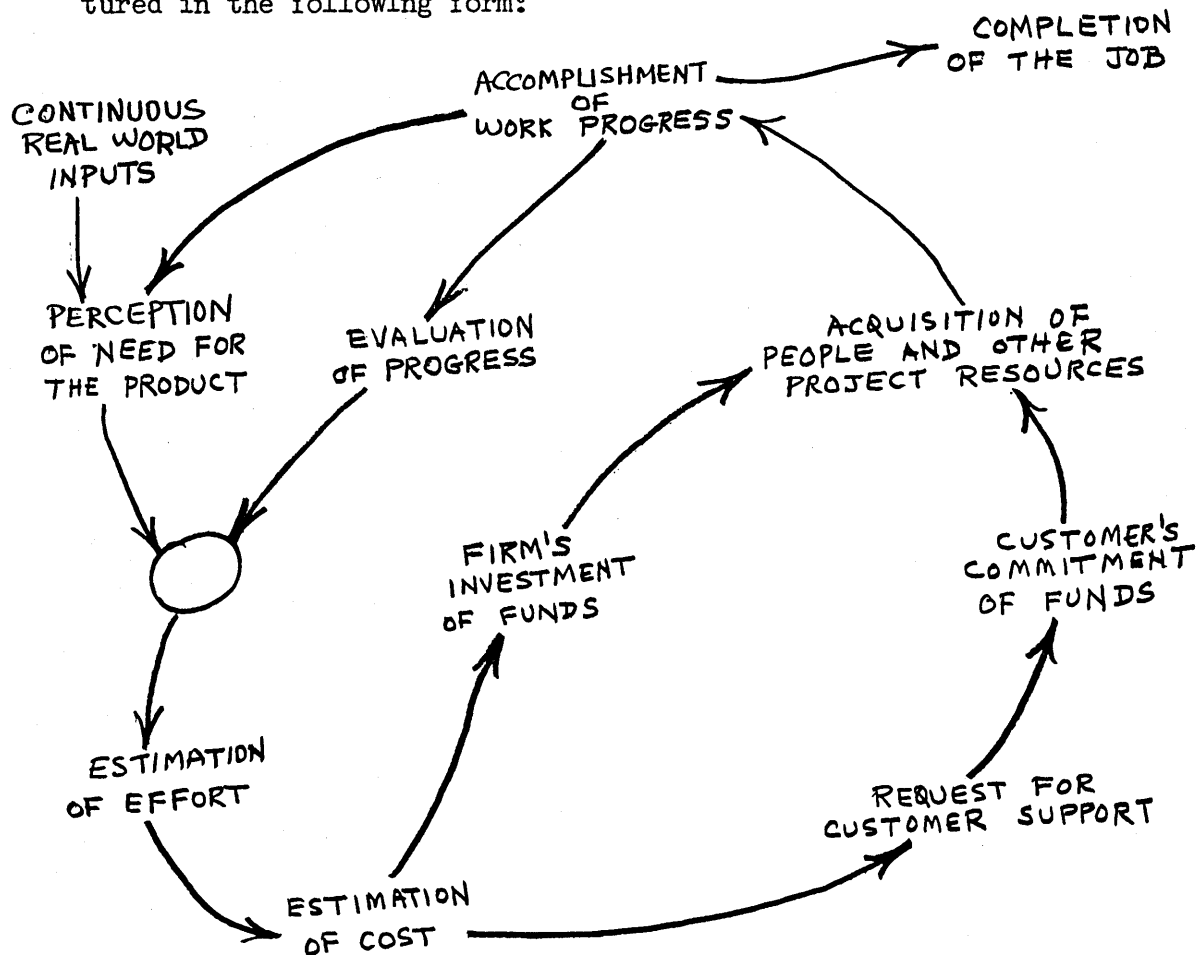 tured in the following form:
COMPLETION
OF THE JOB
ACCOMPLISHMENT
OF
WORK PROGRESS
CONTINUOUS
REAL WORLD
INPUTS
PERCEPTION
OF NEED FOR
THE PRODUCT
EVALUATION
OF PROGRESS
ACQUISITION OF
PEOPLE AND OTHER
PROJECT RESOURCES
FIRM'S
INVESTMENT
OF FUNDS
CUSTOMER'S
COMMITMENT
OF FUNDS
ESTIMATION
OF EFFORT
REQUEST FOR
CUSTOMER SUPPORT
ESTIMATION
OF COST